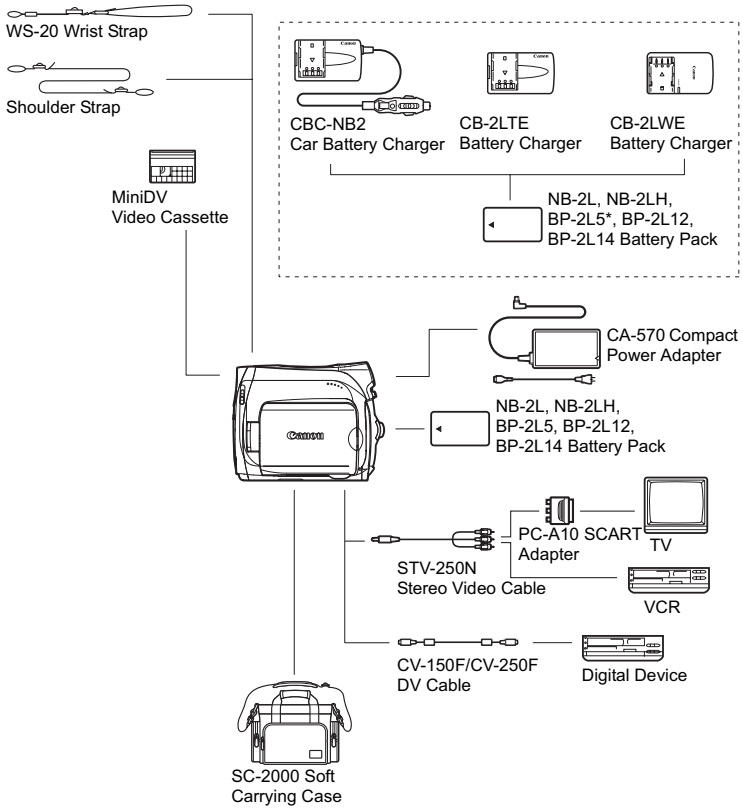 WS-20 Wrist Strap
Shoulder Strap
MiniDV
Video Cassette
Canon
Canon
Canon
CBC-NB2
Car Battery Charger
CB-2LTE
Battery Charger
CB-2LWE
Battery Charger
NB-2L, NB-2LH,
BP-2L5*, BP-2L12,
BP-2L14 Battery Pack
CA-570 Compact
Power Adapter
Canon
NB-2L, NB-2LH,
BP-2L5, BP-2L12,
BP-2L14 Battery Pack
PC-A10 SCART
Adapter
TV
STV-250N
Stereo Video Cable
VCR
CV-150F/CV-250F
DV Cable
Digital Device
SC-2000 Soft
Carrying Case